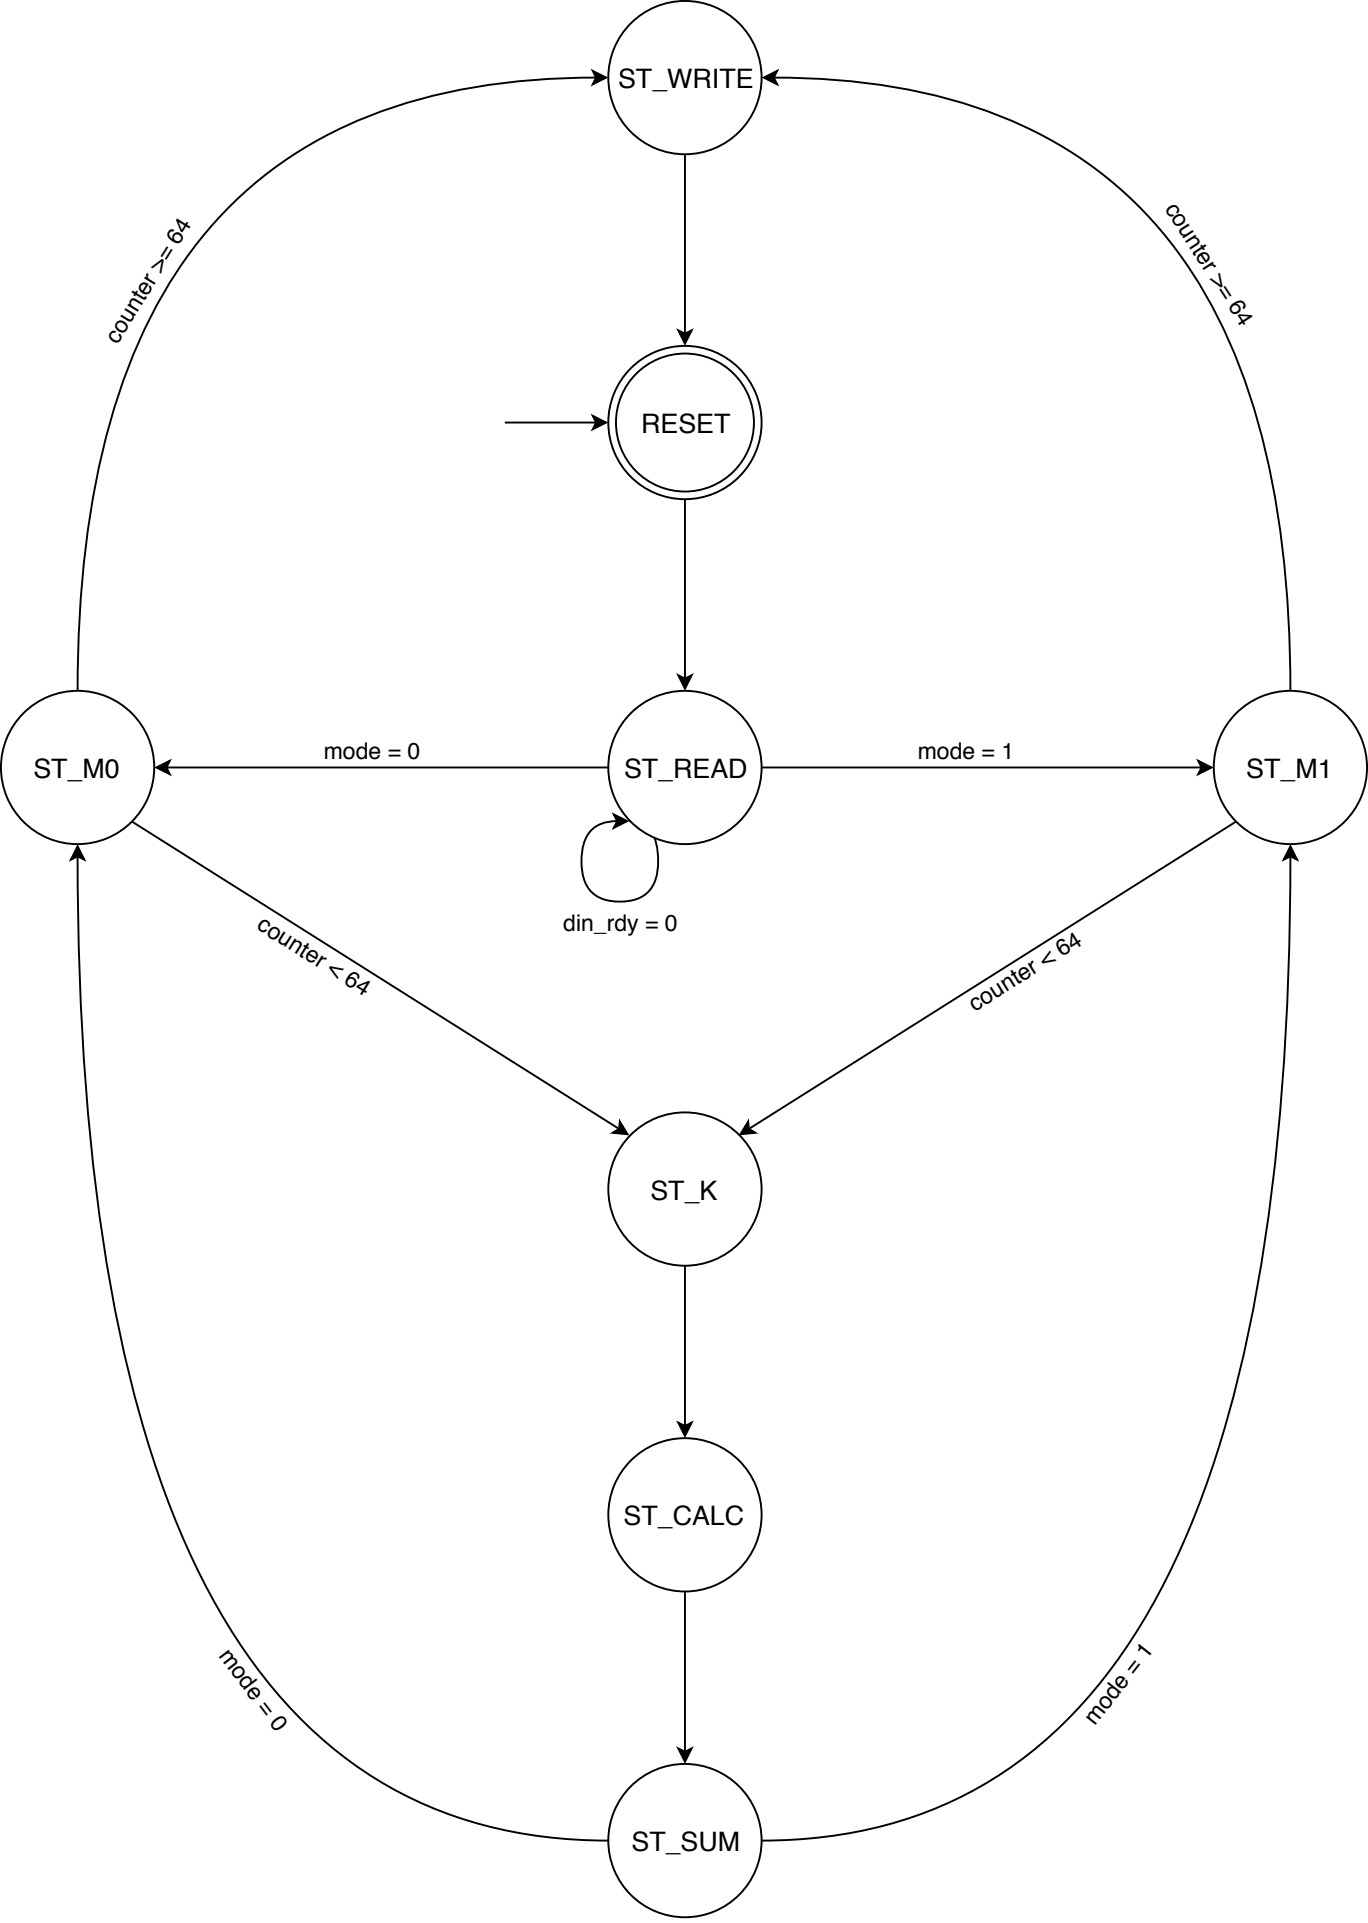 ST_WRITE
counter >= 64
counter >= 64
RESET
mode = 0
mode = 1
ST_M0
ST_READ
ST_M1
din_rdy = 0
counter < 64
counter < 64
ST_K
ST_CALC
mode = 0
mode = 1
ST_SUM